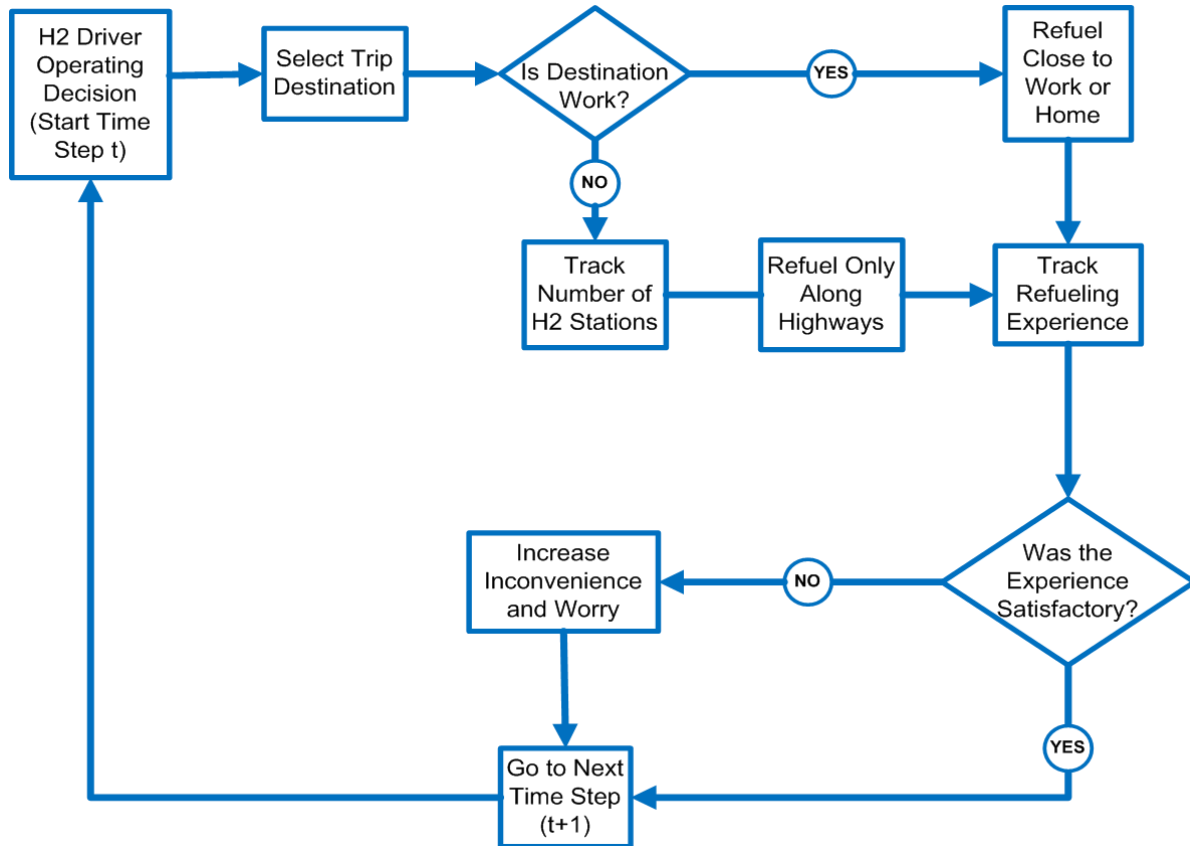 H2 Driver
Operating
Decision
(Start Time
Step t)
Select Trip
Destination
Is Destination
Work?
YES
Refuel
Close to
Work or
Home
NO
Track
Number of
H2 Stations
Refuel Only
Along
Highways
Track
Refueling
Experience
Was the
Experience
Satisfactory?
NO
Increase
Inconvenience
and Worry
YES
Go to Next
Time Step
(t+1)